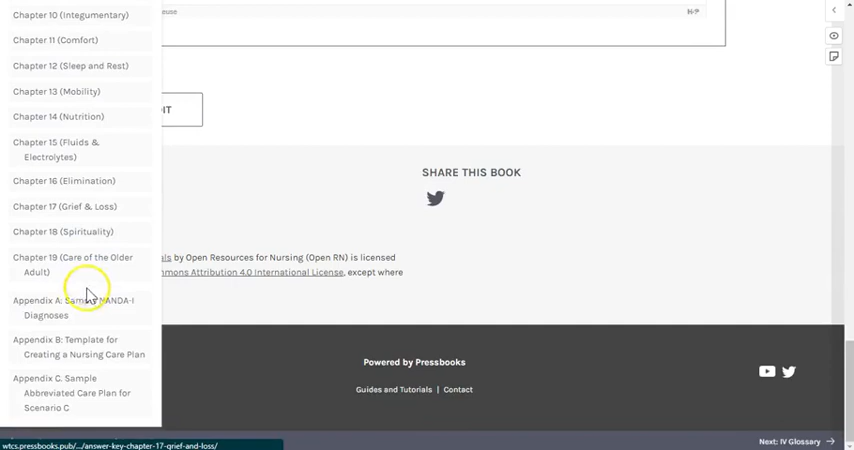 Chapter 10 (Integumentary)
Chapter 11 (Comfort)
Chapter 12 (Sleep and Rest)
Chapter 13 (Mobility)
Chapter 14 (Nutrition)
Chapter 15 (Fluids &
Electrolytes)
Chapter 16 (Elimination)
Chapter 17 (Grief & Loss)
Chapter 18 (Spirituality)
Chapter 19 (Care of the Older
Adult)
Appendix A: Sample NANDA-I
Diagnoses
Appendix B: Template for
Creating a Nursing Care Plan
Appendix C. Sample
Abbreviated Care Plan for
Scenario C
wtcs.pressbooks.pub/.../answer-key-chapter-17-grief-and-loss/
euse
H-P
IT
SHARE THIS BOOK
ls by Open Resources for Nursing (Open RN) is licensed
mmons Attribution 4.0 International License, except where
Powered by Pressbooks
Guides and Tutorials | Contact
Next: IV Glossary →